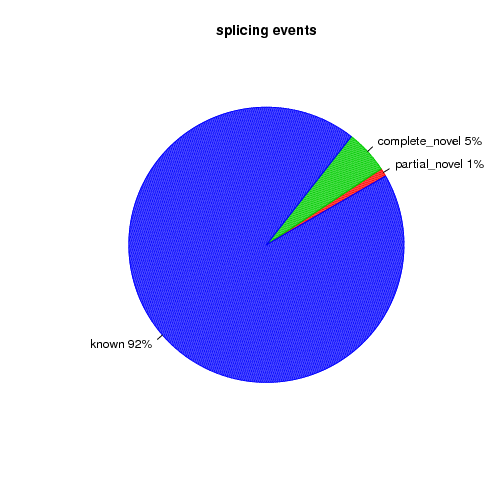 splicing events
complete_novel 5%
partial_novel 1%
known 92%